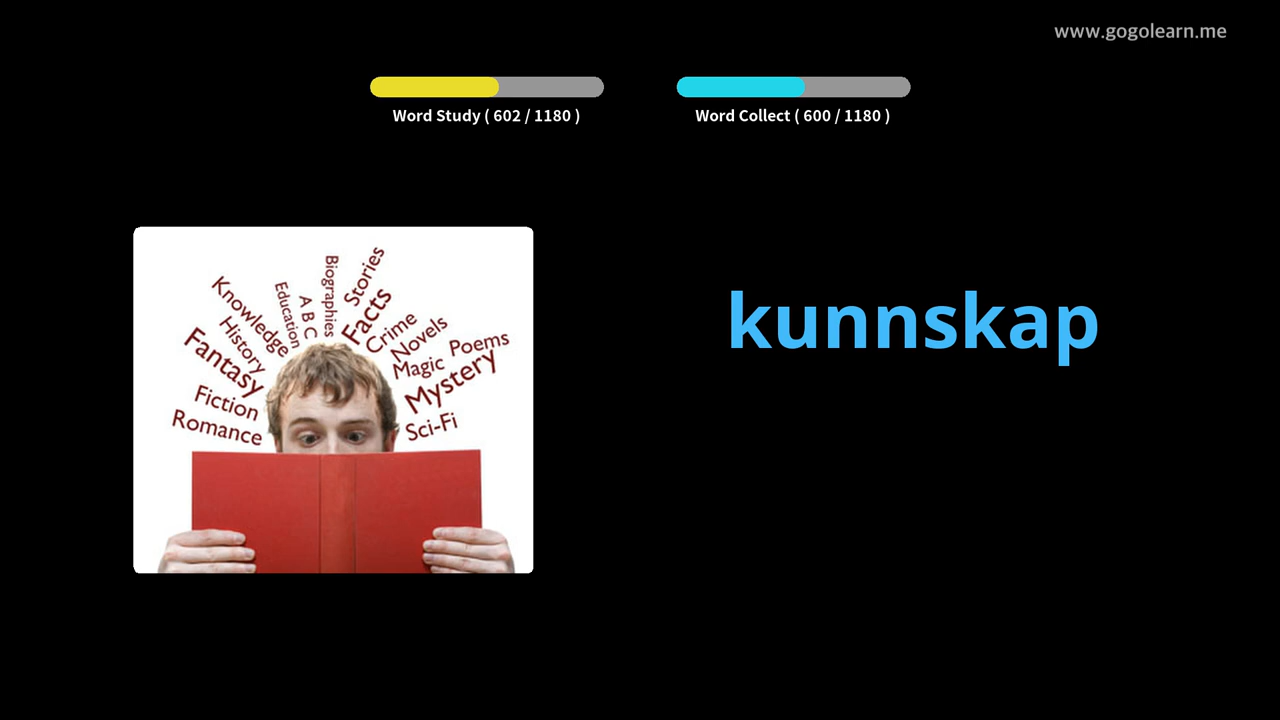 www.gogolearn.me
Word Study ( 602 / 1180 )
Word Collect ( 600 / 1180 )
kunnskap
Romance
Fiction
Fantasy
History
Knowledge
Education
A B C
Biographies
Stories
Facts
Crime
Novels
Magic
Poems
Mystery
Sci-Fi